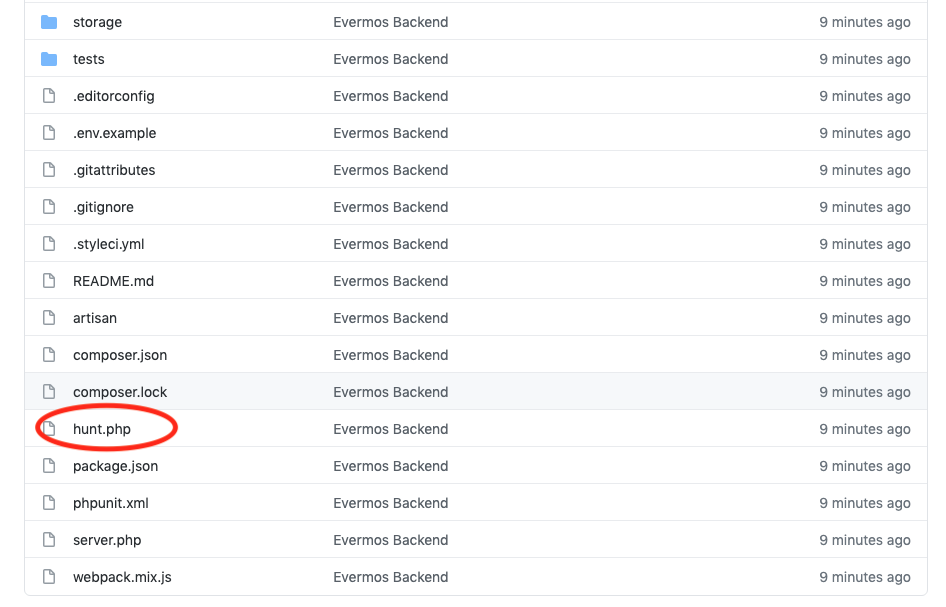 storage Evermos Backend 9 minutes ago
tests Evermos Backend 9 minutes ago
.editorconfig Evermos Backend 9 minutes ago
.env.example Evermos Backend 9 minutes ago
.gitattributes Evermos Backend 9 minutes ago
.gitignore Evermos Backend 9 minutes ago
.styleci.yml Evermos Backend 9 minutes ago
README.md Evermos Backend 9 minutes ago
artisan Evermos Backend 9 minutes ago
composer.json Evermos Backend 9 minutes ago
composer.lock Evermos Backend 9 minutes ago
hunt.php Evermos Backend 9 minutes ago
package.json Evermos Backend 9 minutes ago
phpunit.xml Evermos Backend 9 minutes ago
server.php Evermos Backend 9 minutes ago
webpack.mix.js Evermos Backend 9 minutes ago